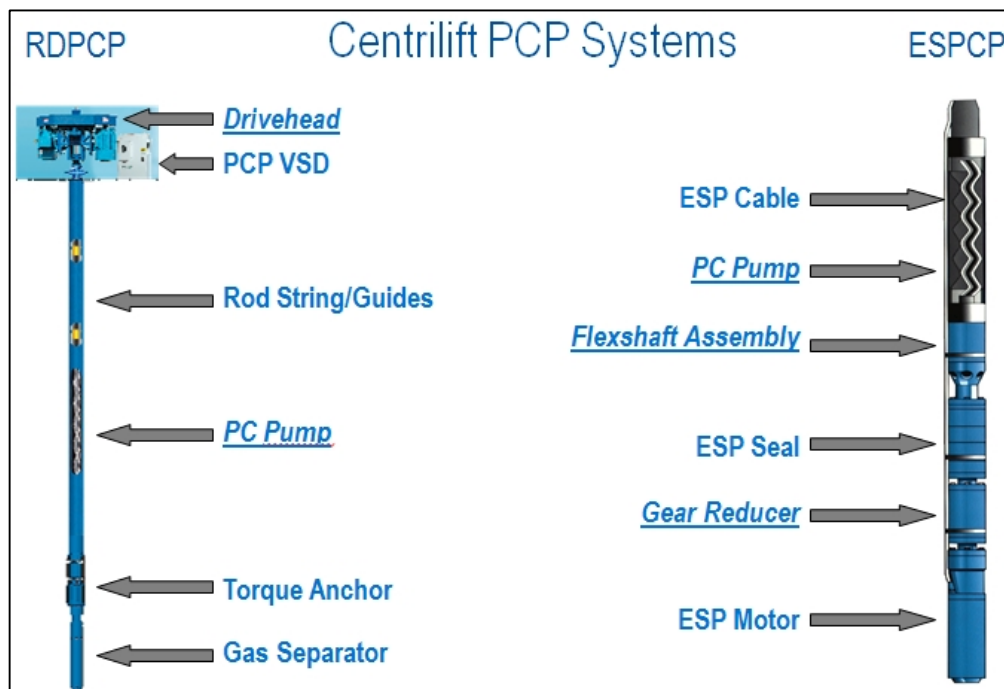 RDPCP
Centrilift PCP Systems
ESPCP
Drivehead
PCP VSD
Rod String/Guides
PC Pump
Torque Anchor
Gas Separator
ESP Cable
PC Pump
Flexshaft Assembly
ESP Seal
Gear Reducer
ESP Motor